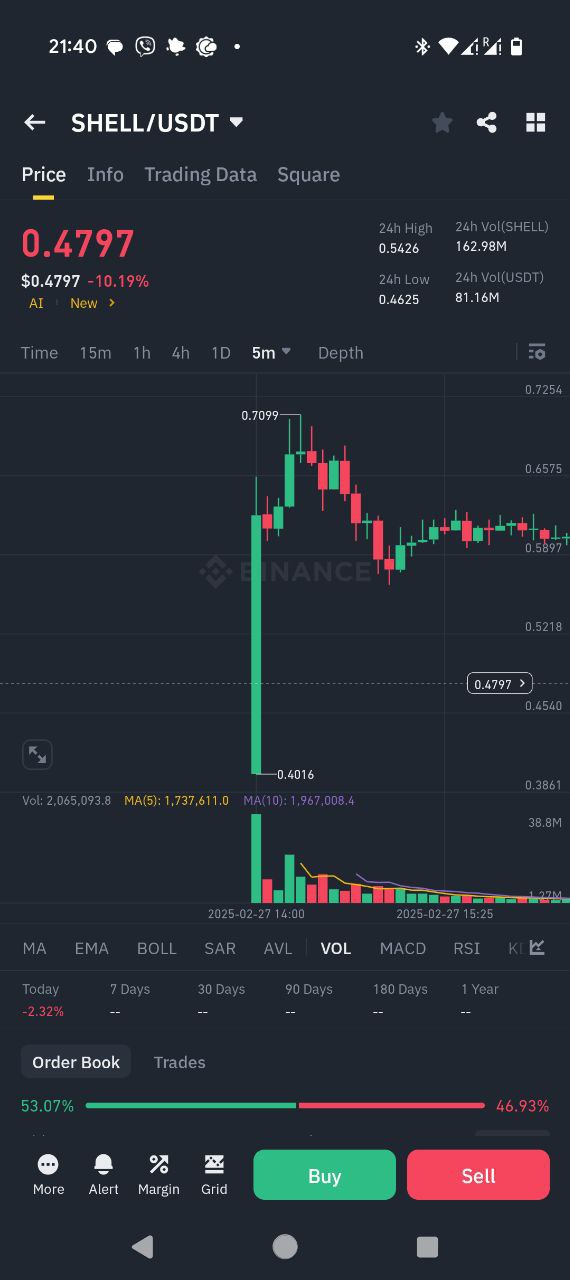 21:40
SHELL/USDT
Price Info Trading Data Square
0.4797
$0.4797 -10.19%
AI New
24h High
0.5426
24h Vol(SHELL)
162.98M
24h Low
0.4625
24h Vol(USDT)
81.16M
Time 15m 1h 4h 1D 5m Depth
0.7254
0.7099
0.6575
BINANCE
0.5897
0.5218
0.4797
0.4540
0.4016
0.3861
Vol: 2,065,093.8 MA(5): 1,737,611.0 MA(10): 1,967,008.4
38.8M
1.27M
2025-02-27 14:00 2025-02-27 15:25
MA EMA BOLL SAR AVL VOL MACD RSI
Today 7 Days 30 Days 90 Days 180 Days 1 Year
-2.32% -- -- -- -- --
Order Book Trades
53.07% 46.93%
More Alert Margin Grid Buy Sell